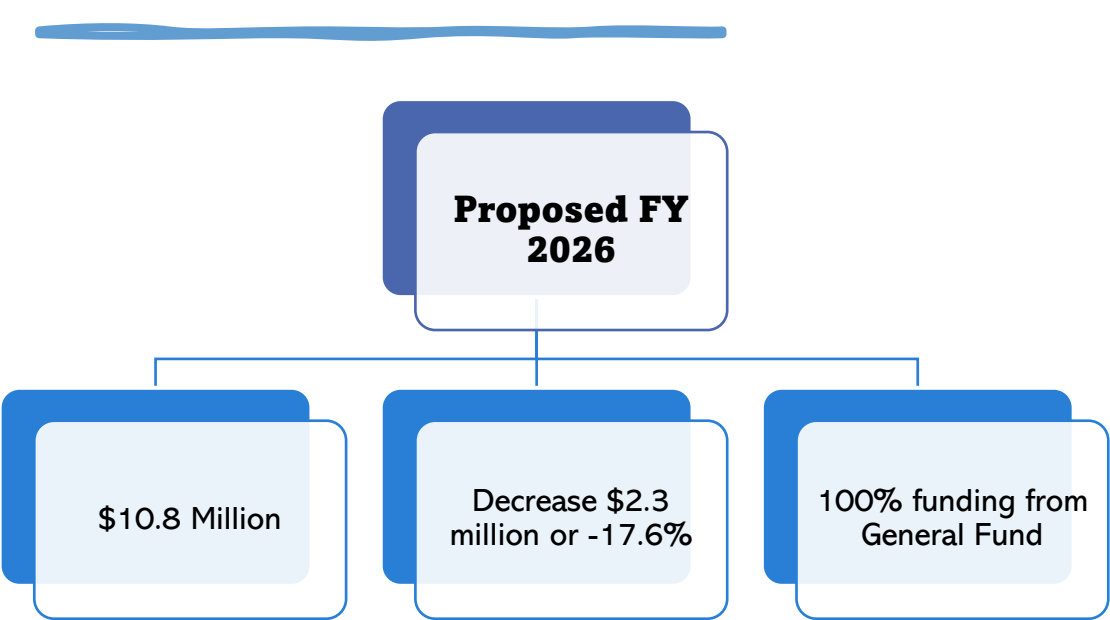 Proposed FY
2026
$10.8 Million
Decrease $2.3
million or -17.6%
100% funding from
General Fund